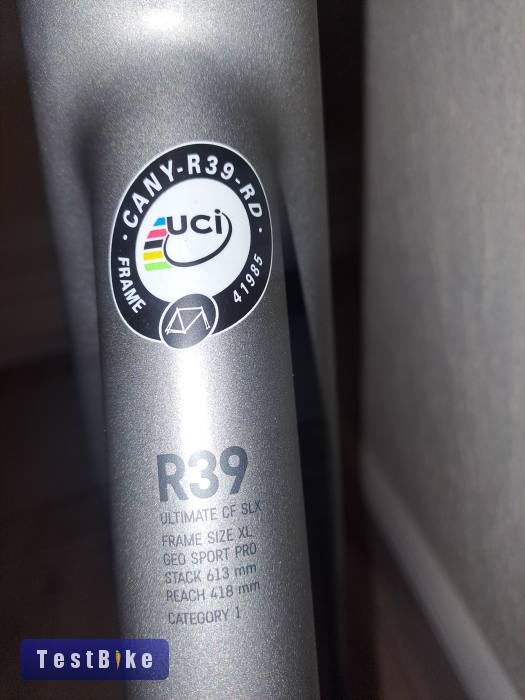 · CANY-R39-RD ·
UCi
FRAME
41985
R39
ULTIMATE CF SLX
FRAME SIZE XL
GEO SPORT PRO
STACK 613 mm
REACH 418 mm
CATEGORY 1
TestBike